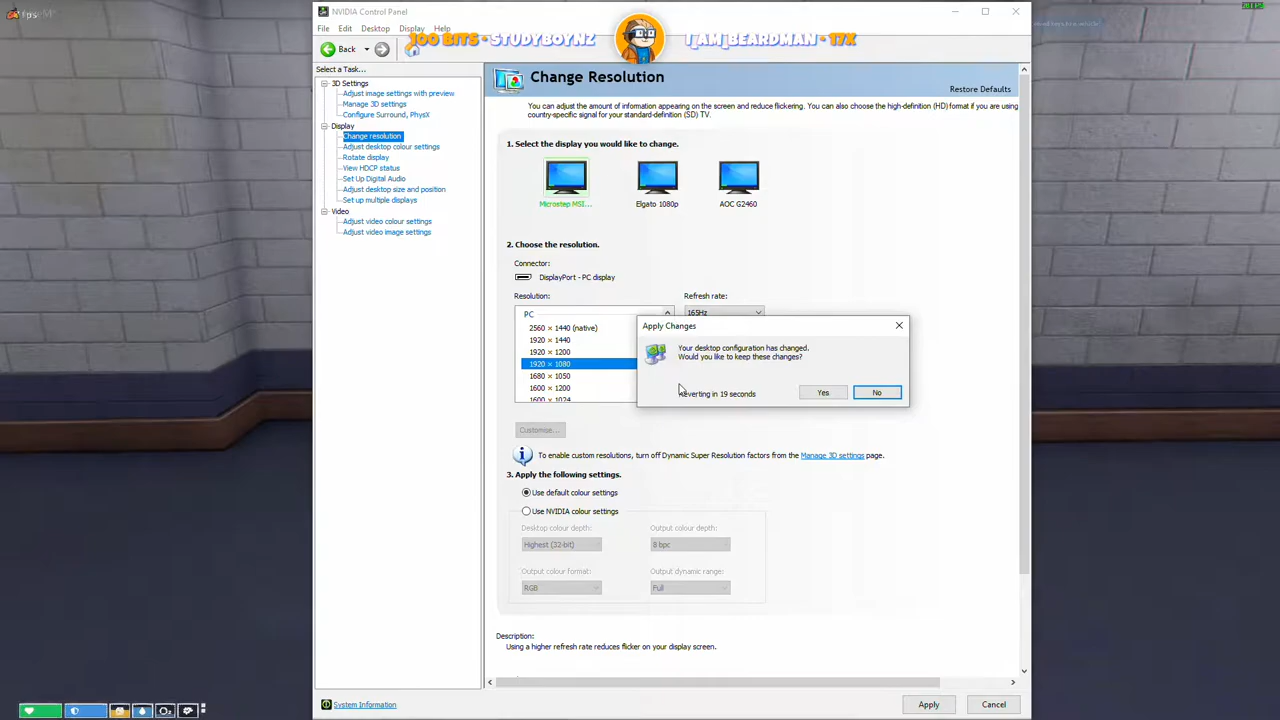 NVIDIA Control Panel
File Edit Desktop Display Help
100 BITS · STUDYBOYNZ
I_AM_BEARDMAN · 17X
Back
Select a Task...
3D Settings
Adjust image settings with preview
Manage 3D settings
Configure Surround, PhysX
Display
Change resolution
Adjust desktop colour settings
Rotate display
View HDCP status
Set Up Digital Audio
Adjust desktop size and position
Set up multiple displays
Video
Adjust video colour settings
Adjust video image settings
Change Resolution
Restore Defaults
You can adjust the amount of information appearing on the screen and reduce flickering. You can also choose the high-definition (HD) format if you are using
country-specific signal for your standard-definition (SD) TV.
1. Select the display you would like to change.
Microstep MSI...
Elgato 1080p
AOC G2460
2. Choose the resolution.
Connector:
DisplayPort - PC display
Resolution:
Refresh rate:
PC
165Hz
2560 × 1440 (native)
1920 × 1440
1920 × 1200
1920 × 1080
1680 × 1050
1600 × 1200
1600 × 1024
Apply Changes
Your desktop configuration has changed.
Would you like to keep these changes?
Reverting in 19 seconds
Yes
No
Customise...
To enable custom resolutions, turn off Dynamic Super Resolution factors from the Manage 3D settings page.
3. Apply the following settings.
Use default colour settings
Use NVIDIA colour settings
Desktop colour depth:
Output colour depth:
Highest (32-bit)
8 bpc
Output colour format:
Output dynamic range:
RGB
Full
Description:
Using a higher refresh rate reduces flicker on your display screen.
System Information
Apply
Cancel